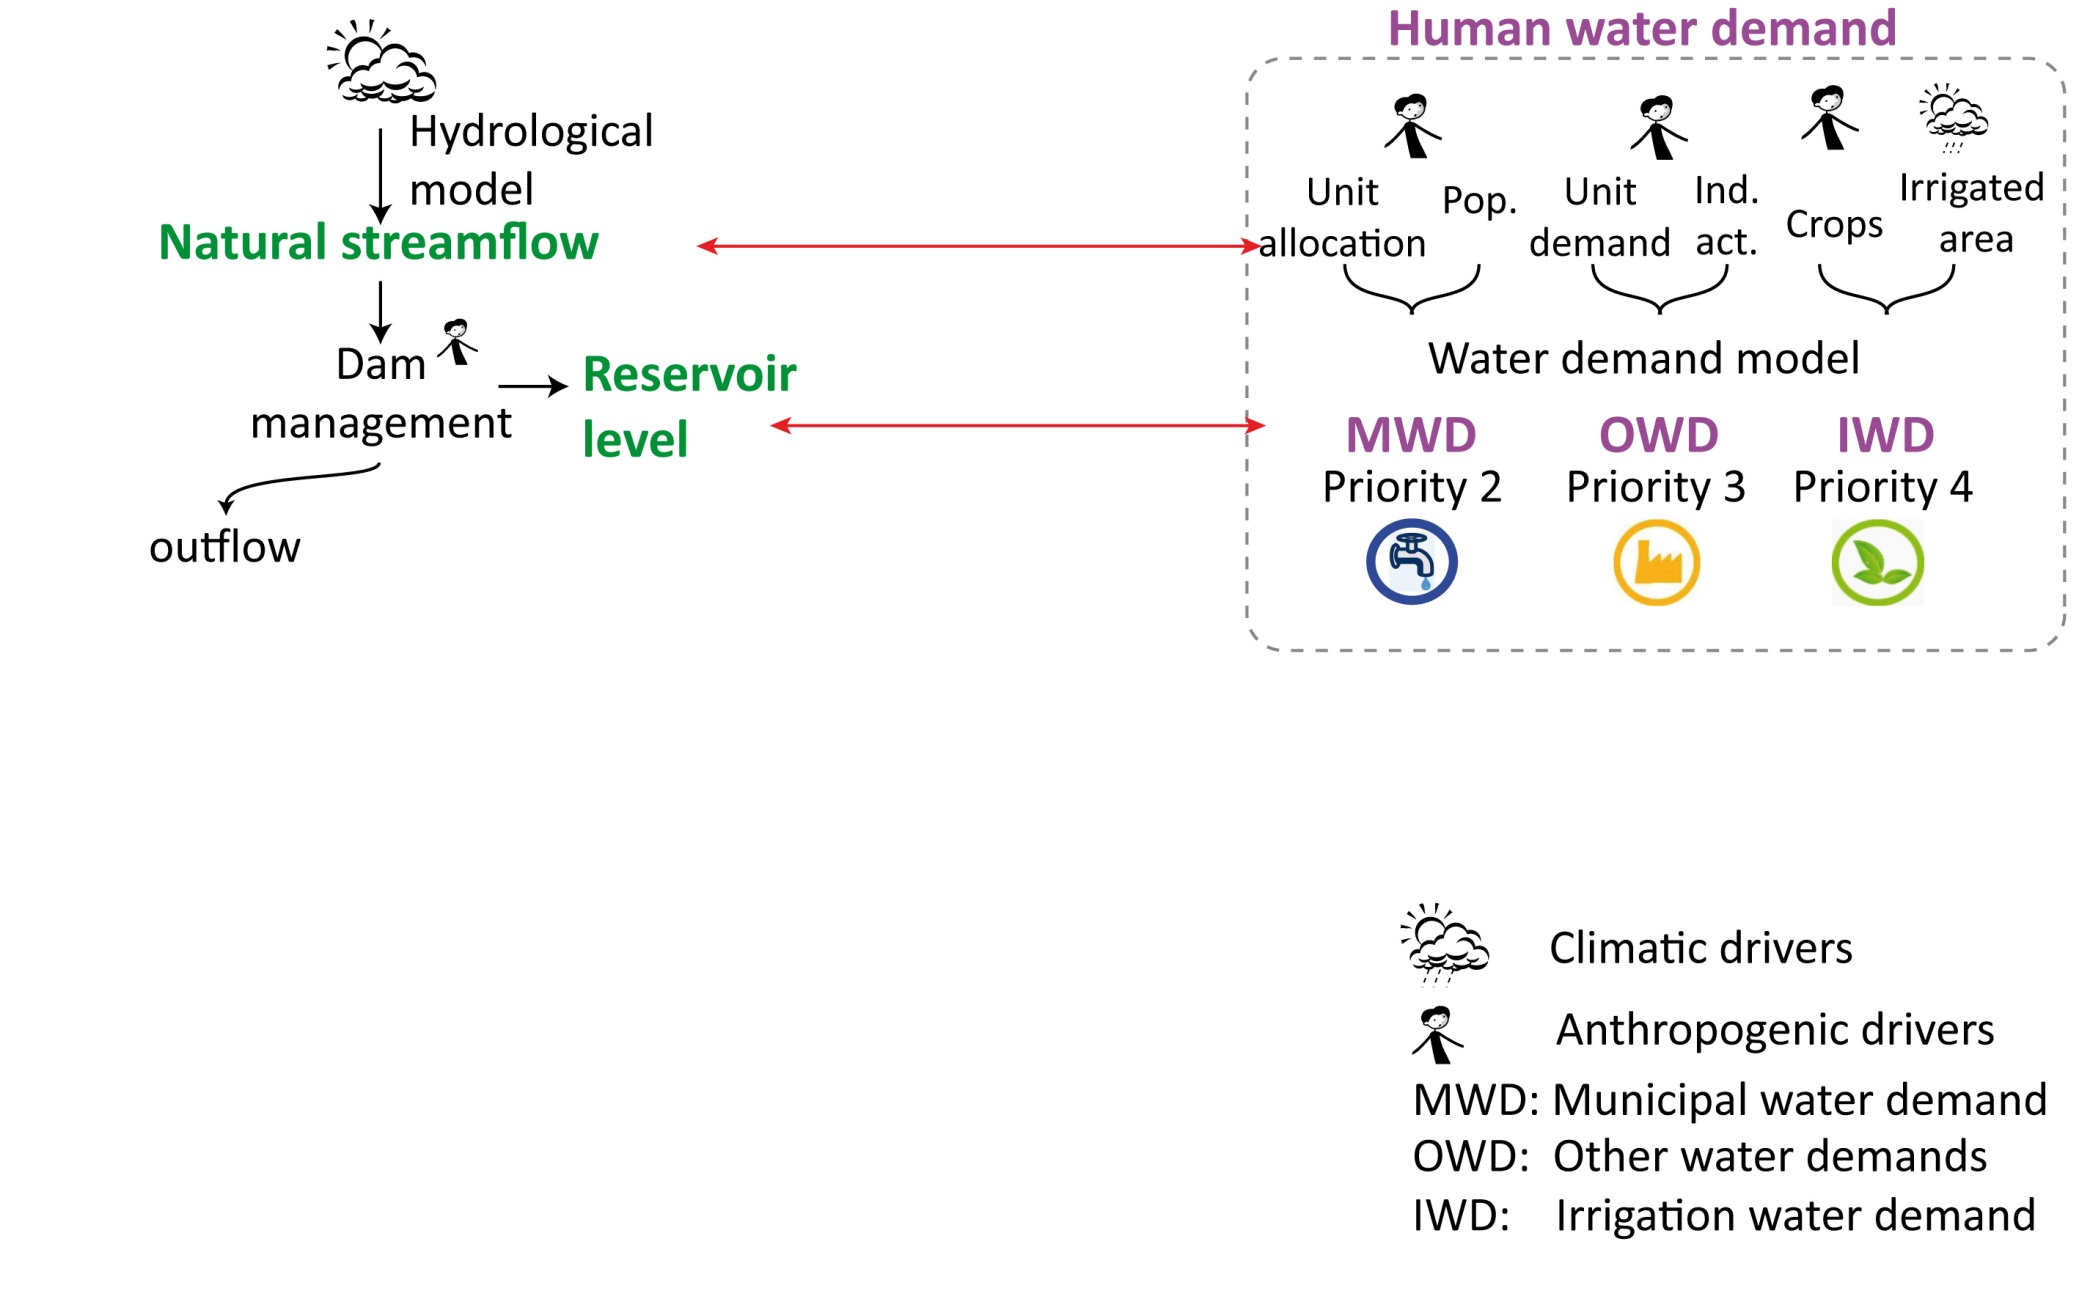 Human water demand
Hydrological
model
Natural streamflow
Dam
management
Reservoir
level
outflow
Unit
allocation
Pop.
Unit
demand
Ind.
act.
Crops
Irrigated
area
Water demand model
MWD
Priority 2
OWD
Priority 3
IWD
Priority 4
Climatic drivers
Anthropogenic drivers
MWD: Municipal water demand
OWD: Other water demands
IWD: Irrigation water demand